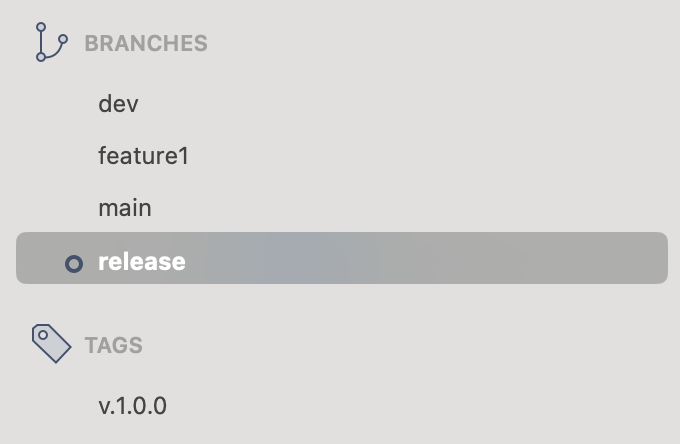 BRANCHES
dev
feature1
main
release
TAGS
v.1.0.0